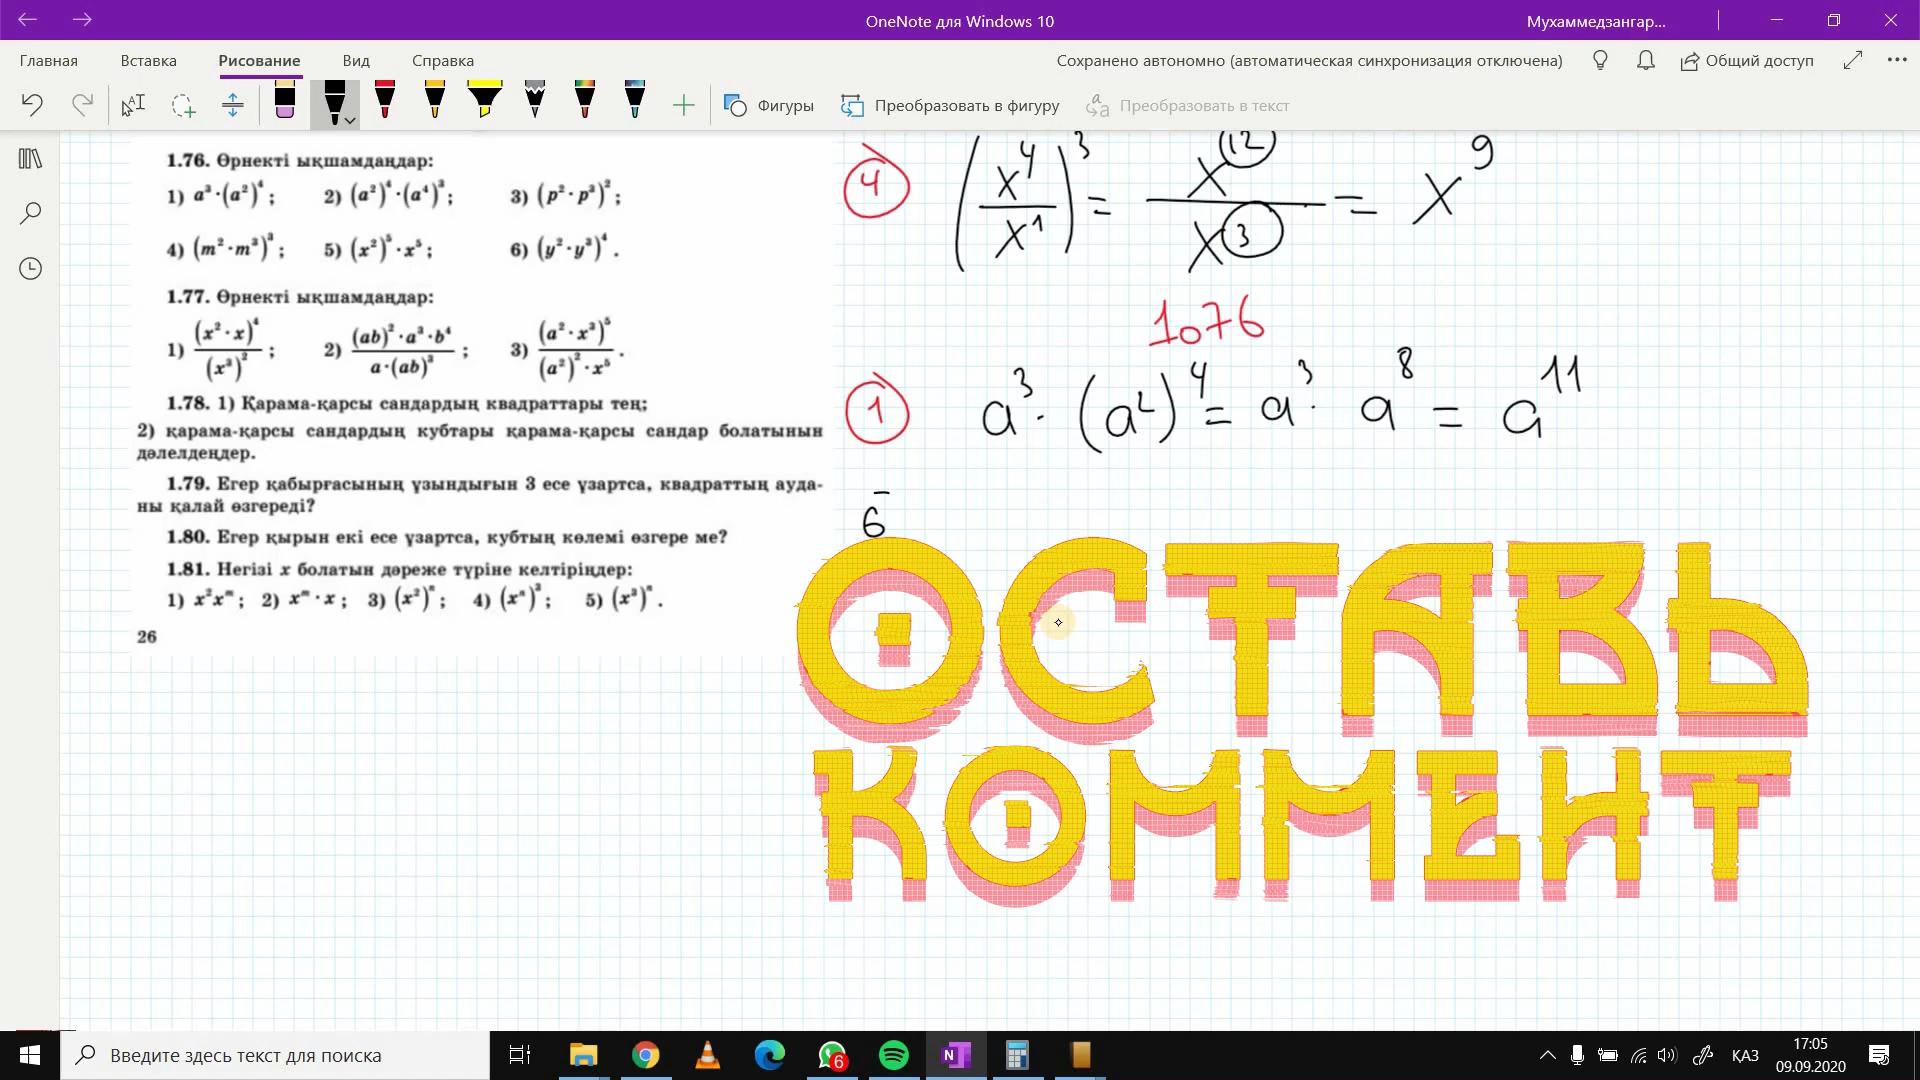 OneNote для Windows 10
Мухаммедзангар...
Главная Вставка Рисование Вид Справка
Сохранено автономно (автоматическая синхронизация отключена) Общий доступ
Фигуры Преобразовать в фигуру Преобразовать в текст
1.76. Өрнекті ықшамдаңдар:
1) a³·(a²)⁴; 2) (a²)⁴·(a⁴)³; 3) (p²·p³)²;
4) (m²·m³)³; 5) (x²)⁵·x⁵; 6) (y²·y³)⁴.
1.77. Өрнекті ықшамдаңдар:
1) (x²·x)⁴/(x³)²; 2) (ab)²·a³·b⁴/a·(ab)³; 3) (a²·x³)⁵/(a²)²·x⁵.
1.78. 1) Қарама-қарсы сандардың квадраттары тең;
2) қарама-қарсы сандардың кубтары қарама-қарсы сандар болатынын
дәлелдеңдер.
1.79. Егер қабырғасының ұзындығын 3 есе ұзартса, квадраттың ауда-
ны қалай өзгереді?
1.80. Егер қырын екі есе ұзартса, кубтың көлемі өзгере ме?
1.81. Негізі x болатын дәреже түріне келтіріңдер:
1) x²xᵐ; 2) xᵐ·x; 3) (x²)ⁿ; 4) (xⁿ)³; 5) (x³)ⁿ.
26
4 (x⁴/x¹)³ = x¹²/x³ = x⁹
1076
1 a³·(a²)⁴ = a³·a⁸ = a¹¹
6
ОСТАВЬ
КОММЕНТ
Введите здесь текст для поиска
6
ҚАЗ
17:05
09.09.2020